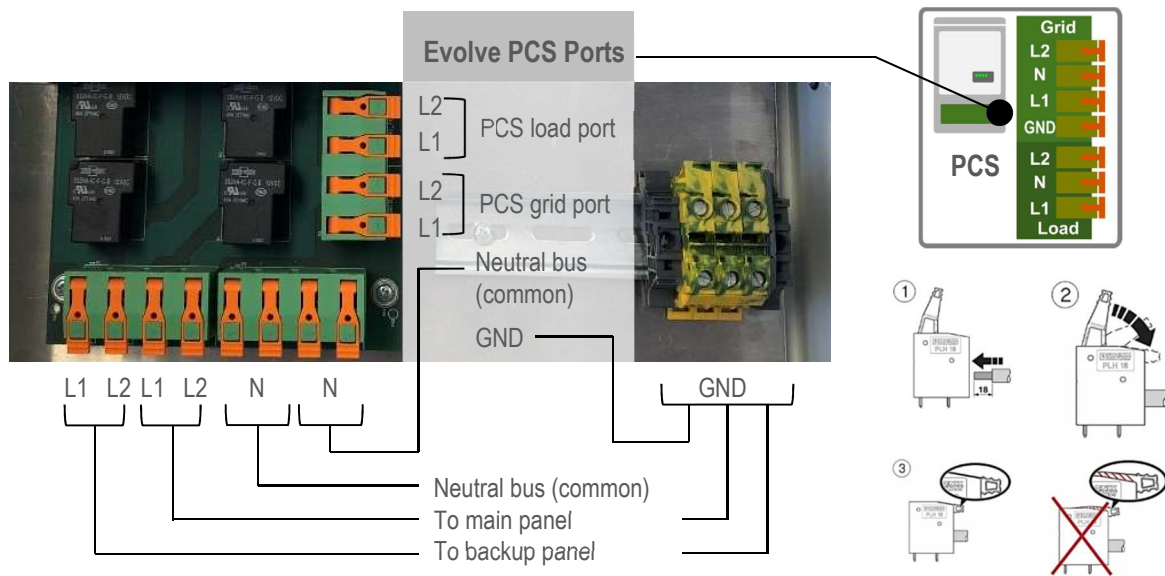 Evolve PCS Ports
L2
L1
PCS load port
L2
L1
PCS grid port
Neutral bus
(common)
GND
L1 L2 L1 L2 N N
GND
Neutral bus (common)
To main panel
To backup panel
Grid
L2
N
L1
GND
L2
N
L1
Load
PCS
1
PLH 16
18
2
PLH 16
3